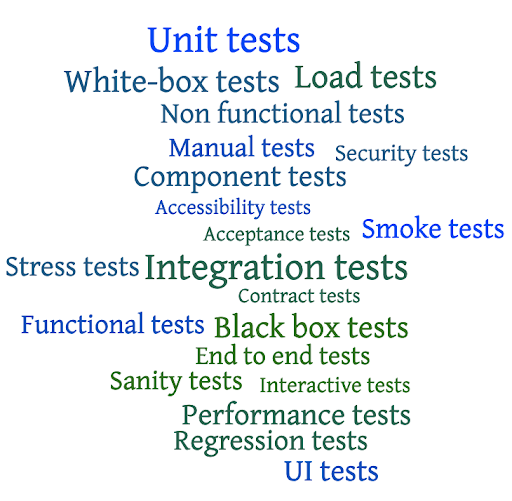 Unit tests
White-box tests Load tests
Non functional tests
Manual tests Security tests
Component tests
Accessibility tests
Acceptance tests Smoke tests
Stress tests Integration tests
Contract tests
Functional tests Black box tests
End to end tests
Sanity tests Interactive tests
Performance tests
Regression tests
UI tests